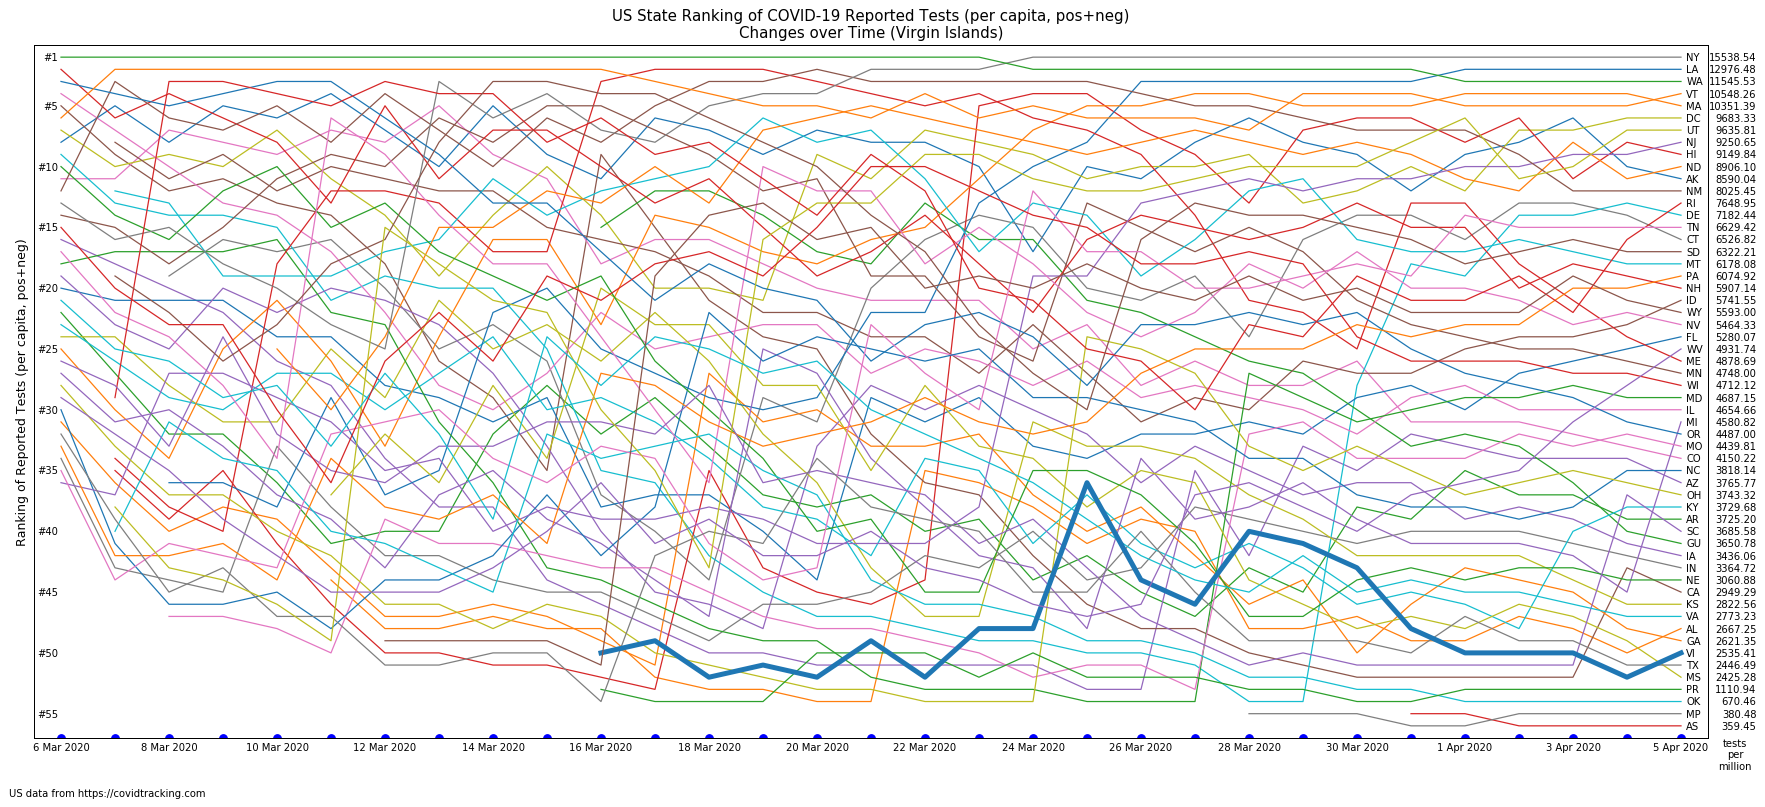 US State Ranking of COVID-19 Reported Tests (per capita, pos+neg)
Changes over Time (Virgin Islands)
Ranking of Reported Tests (per capita, pos+neg)
#1
#5
#10
#15
#20
#25
#30
#35
#40
#45
#50
#55
NY 15538.54
LA 12976.48
WA 11545.53
VT 10548.26
MA 10351.39
DC 9683.33
UT 9635.81
NJ 9250.65
HI 9149.84
ND 8906.10
AK 8590.04
NM 8025.45
RI 7648.95
DE 7182.44
TN 6629.42
CT 6526.82
SD 6322.21
MT 6178.08
PA 6074.92
NH 5907.14
ID 5741.55
WY 5593.00
NV 5464.33
FL 5280.07
WV 4931.74
ME 4878.69
MN 4748.00
WI 4712.12
MD 4687.15
IL 4654.66
MI 4580.82
OR 4487.00
MO 4439.81
CO 4150.22
NC 3818.14
AZ 3765.77
OH 3743.32
KY 3729.68
AR 3725.20
SC 3685.58
GU 3650.78
IA 3436.06
IN 3364.72
NE 3060.88
CA 2949.29
KS 2822.56
VA 2773.23
AL 2667.25
GA 2621.35
VI 2535.41
TX 2446.49
MS 2425.28
PR 1110.94
OK 670.46
MP 380.48
AS 359.45
6 Mar 2020 8 Mar 2020 10 Mar 2020 12 Mar 2020 14 Mar 2020 16 Mar 2020 18 Mar 2020 20 Mar 2020 22 Mar 2020 24 Mar 2020 26 Mar 2020 28 Mar 2020 30 Mar 2020 1 Apr 2020 3 Apr 2020 5 Apr 2020
tests
per
million
US data from https://covidtracking.com